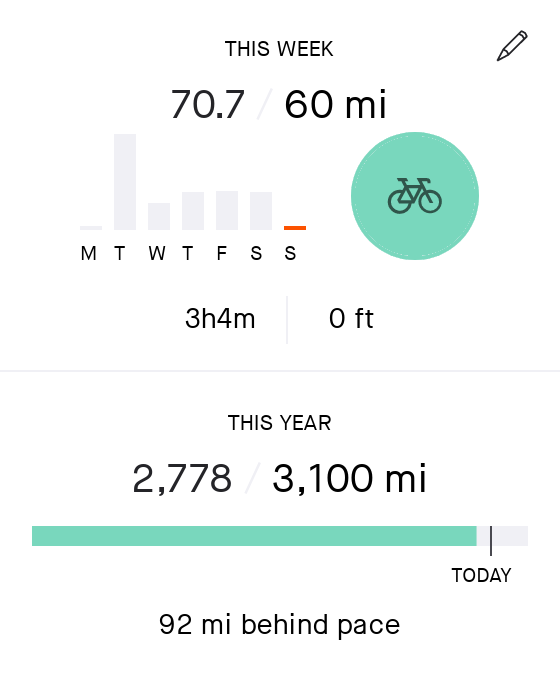 THIS WEEK
70.7 / 60 mi
M T W T F S S
3h4m 0 ft
THIS YEAR
2,778 / 3,100 mi
TODAY
92 mi behind pace